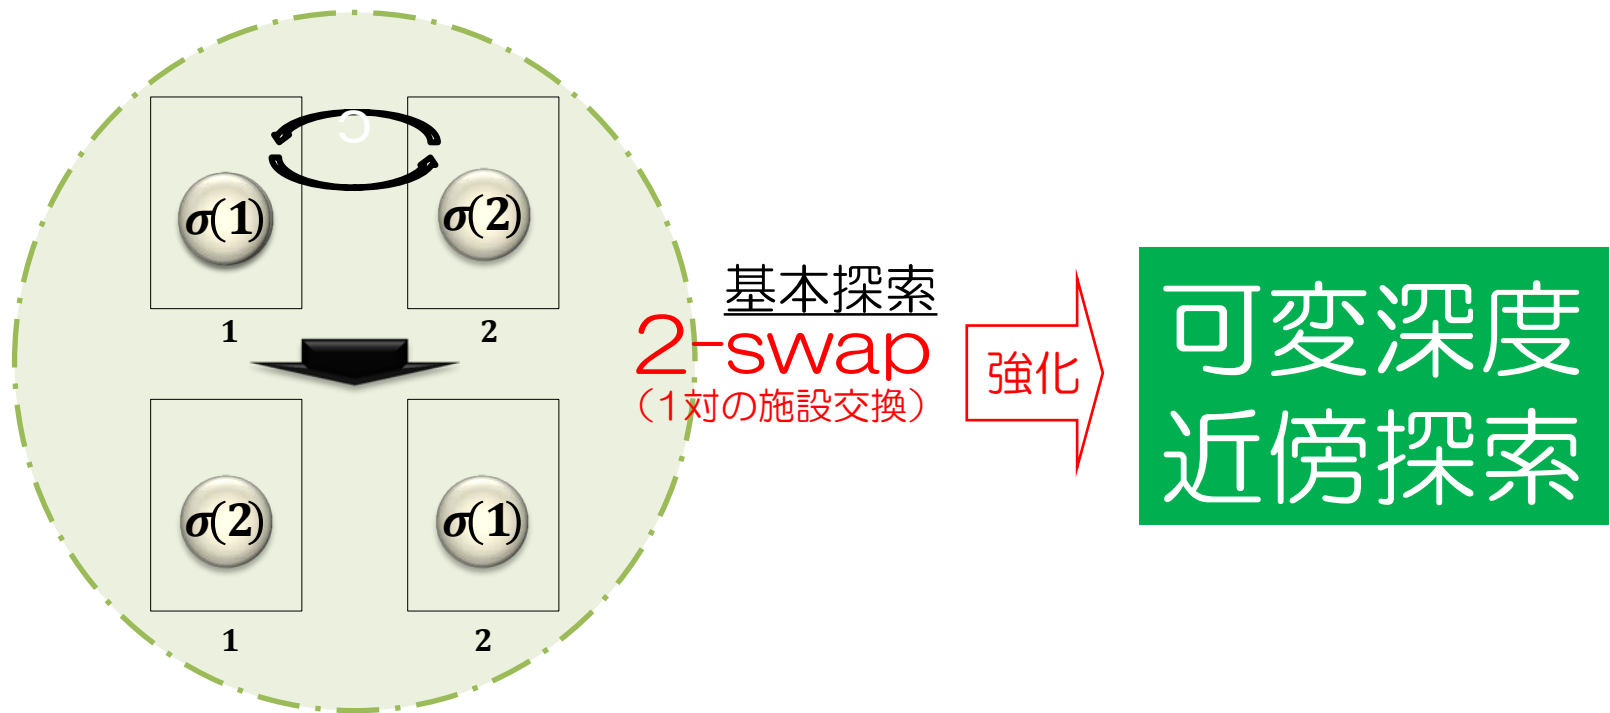 C
σ(1)
σ(2)
1
2
σ(2)
σ(1)
1
2
基本探索
2-swap
（1対の施設交換）
強化
可変深度
近傍探索